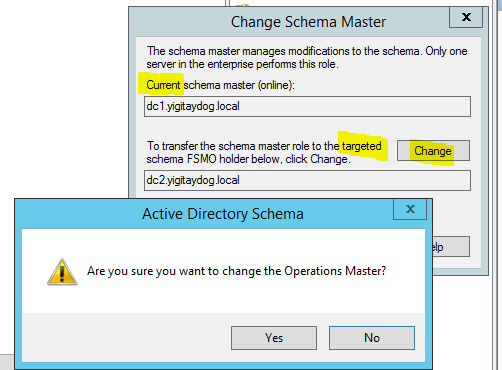 Change Schema Master
x
The schema master manages modifications to the schema. Only one
server in the enterprise performs this role.
Current schema master (online):
dc1.yigitaydog.local
To transfer the schema master role to the targeted
schema FSMO holder below, click Change.
Change
dc2.yigitaydog.local
elp
Active Directory Schema
x
Are you sure you want to change the Operations Master?
Yes
No